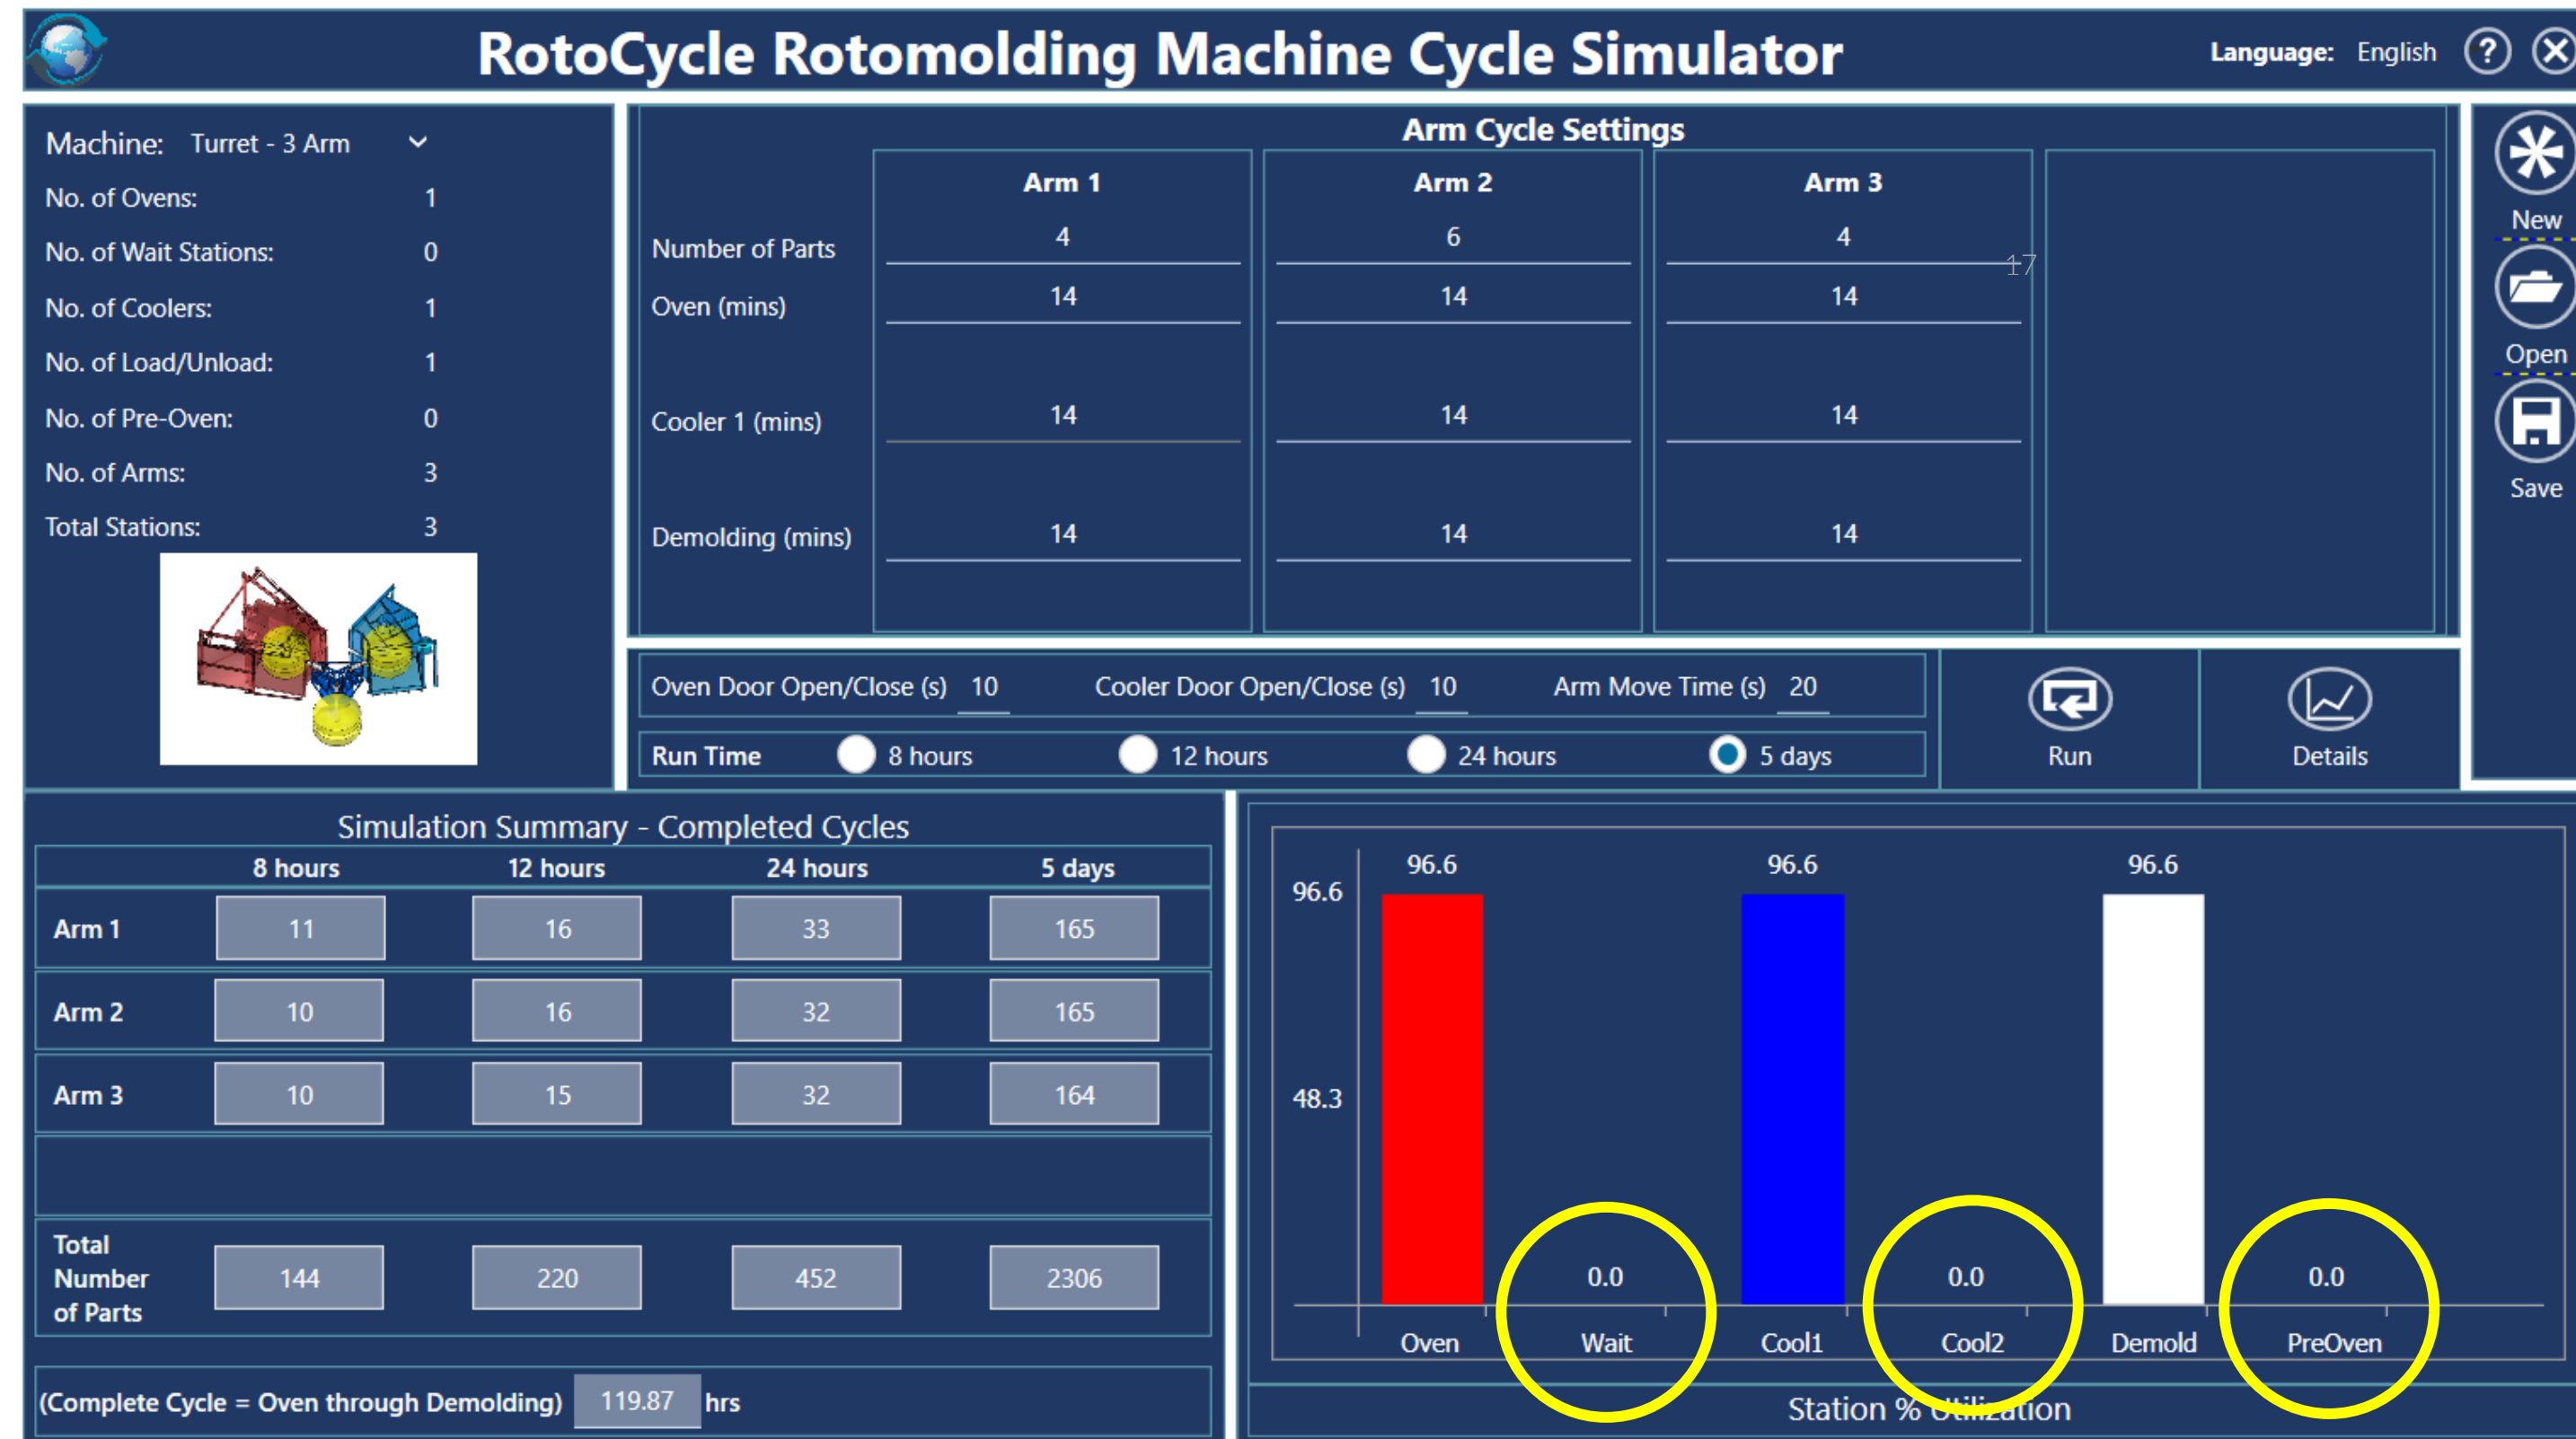 RotoCycle Rotomolding Machine Cycle Simulator
Language: English ?
Machine: Turret - 3 Arm
No. of Ovens: 1
No. of Wait Stations: 0
No. of Coolers: 1
No. of Load/Unload: 1
No. of Pre-Oven: 0
No. of Arms: 3
Total Stations: 3
Arm Cycle Settings
Arm 1 Arm 2 Arm 3
Number of Parts 4 6 4
17
Oven (mins) 14 14 14
Cooler 1 (mins) 14 14 14
Demolding (mins) 14 14 14
New
Open
Save
Oven Door Open/Close (s) 10 Cooler Door Open/Close (s) 10 Arm Move Time (s) 20
Run Time 8 hours 12 hours 24 hours 5 days
Run
Details
Simulation Summary - Completed Cycles
8 hours 12 hours 24 hours 5 days
Arm 1 11 16 33 165
Arm 2 10 16 32 165
Arm 3 10 15 32 164
Total
Number
of Parts 144 220 452 2306
(Complete Cycle = Oven through Demolding) 119.87 hrs
96.6 96.6 96.6
96.6
48.3
0.0 0.0 0.0
Oven Wait Cool1 Cool2 Demold PreOven
Station % Utilization